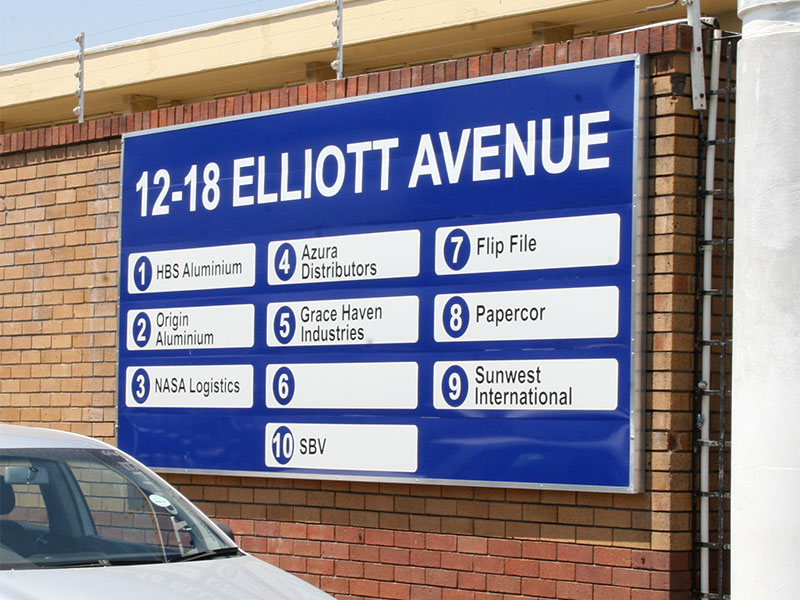 12-18 ELLIOTT AVENUE
1 HBS Aluminium
2 Origin
Aluminium
3 NASA Logistics
4 Azura
Distributors
5 Grace Haven
Industries
6
7 Flip File
8 Papercor
9 Sunwest
International
10 SBV